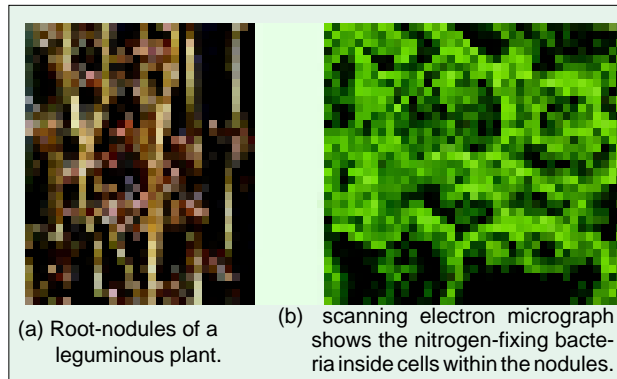 (a) Root-nodules of a
leguminous plant.
(b) scanning electron micrograph
shows the nitrogen-fixing bacte-
ria inside cells within the nodules.